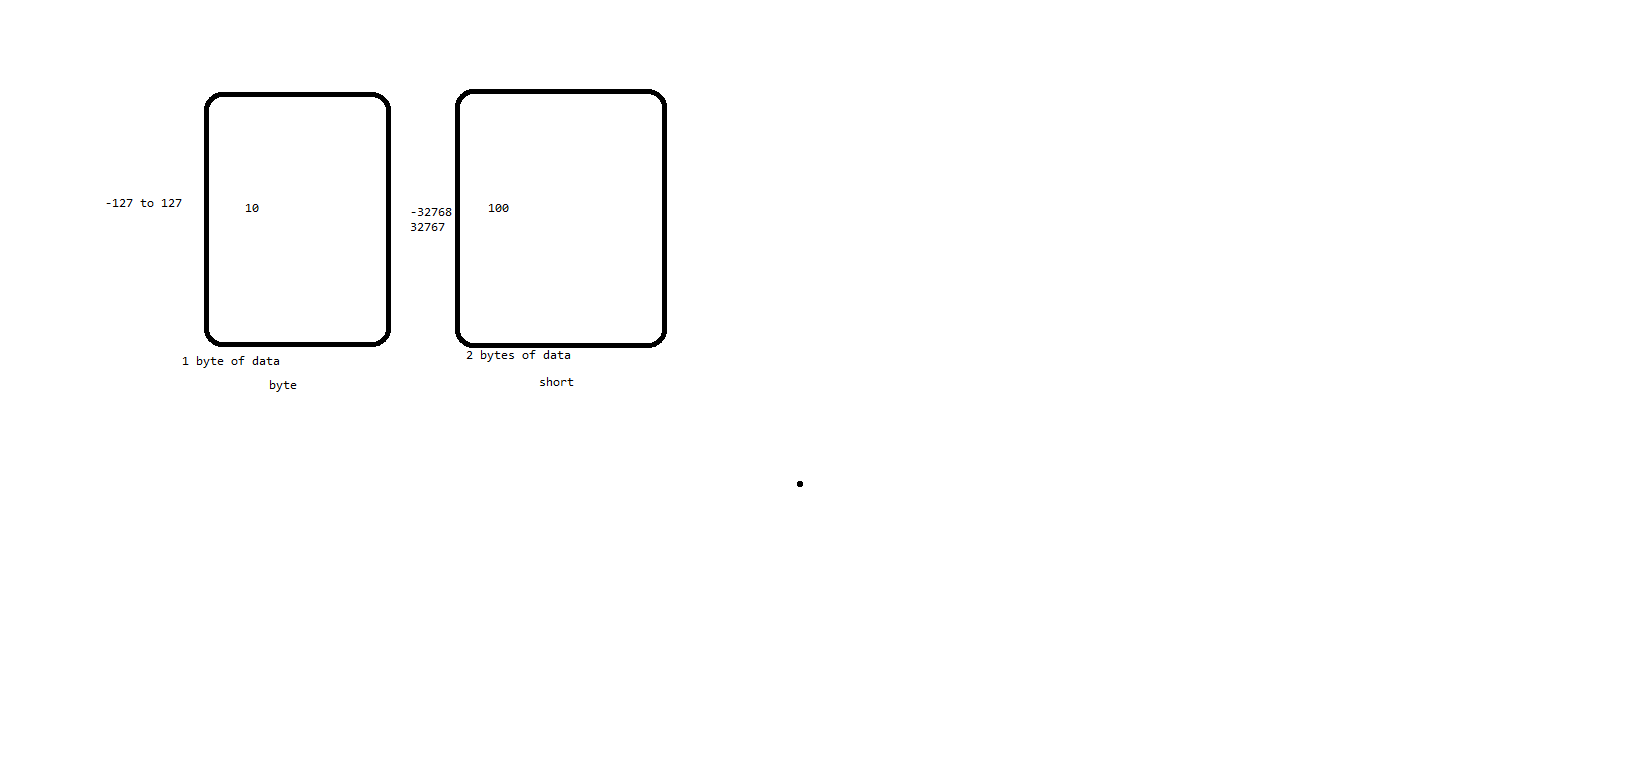 -127 to 127
10
1 byte of data
byte
-32768
32767
100
2 bytes of data
short